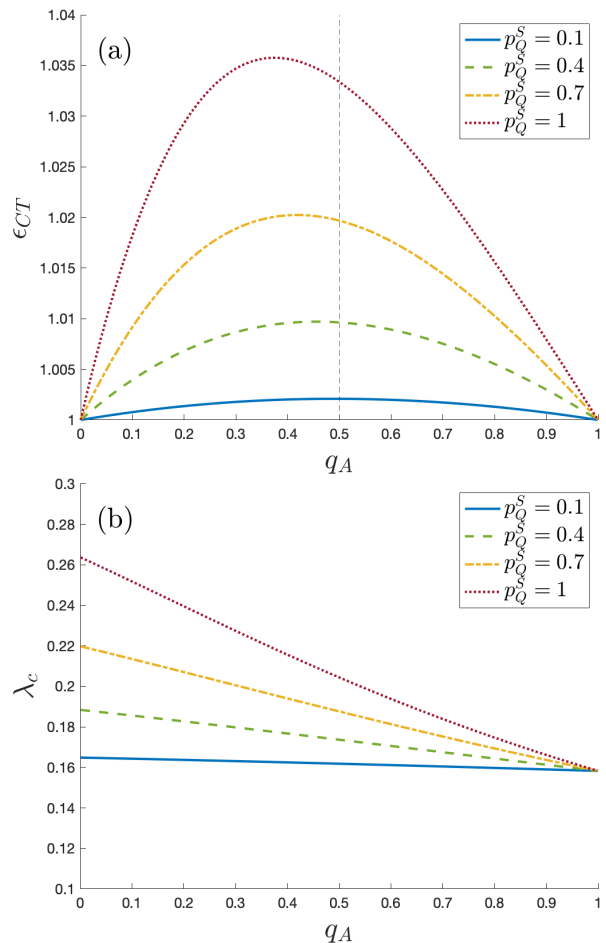 1.04
(a)
p_Q^S = 0.1
p_Q^S = 0.4
p_Q^S = 0.7
p_Q^S = 1
1.035
1.03
1.025
1.02
1.015
1.01
1.005
1
ϵ_CT
0 0.1 0.2 0.3 0.4 0.5 0.6 0.7 0.8 0.9 1
q_A
0.3
(b)
p_Q^S = 0.1
p_Q^S = 0.4
p_Q^S = 0.7
p_Q^S = 1
0.28
0.26
0.24
0.22
0.2
0.18
0.16
0.14
0.12
0.1
λ_c
0 0.1 0.2 0.3 0.4 0.5 0.6 0.7 0.8 0.9 1
q_A